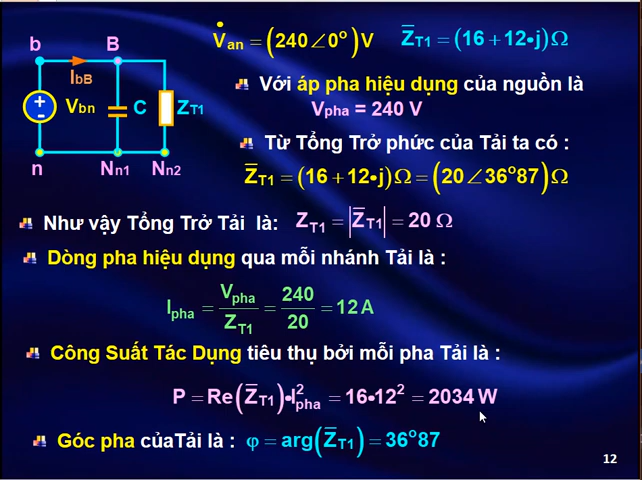 V̇an = (240∠0°) V    Z̄T1 = (16 + 12•j) Ω
b    B
IbB
Vbn    C    ZT1
n    Nn1    Nn2
Với áp pha hiệu dụng của nguồn là
Vpha = 240 V
Từ Tổng Trở phức của Tải ta có :
Z̄T1 = (16 + 12•j) Ω = (20∠36°87) Ω
Như vậy Tổng Trở Tải là: ZT1 = |Z̄T1| = 20 Ω
Dòng pha hiệu dụng qua mỗi nhánh Tải là :
Ipha = Vpha / ZT1 = 240 / 20 = 12 A
Công Suất Tác Dụng tiêu thụ bởi mỗi pha Tải là :
P = Re(Z̄T1)•I²pha = 16•12² = 2034 W
Góc pha củaTải là : φ = arg(Z̄T1) = 36°87
12